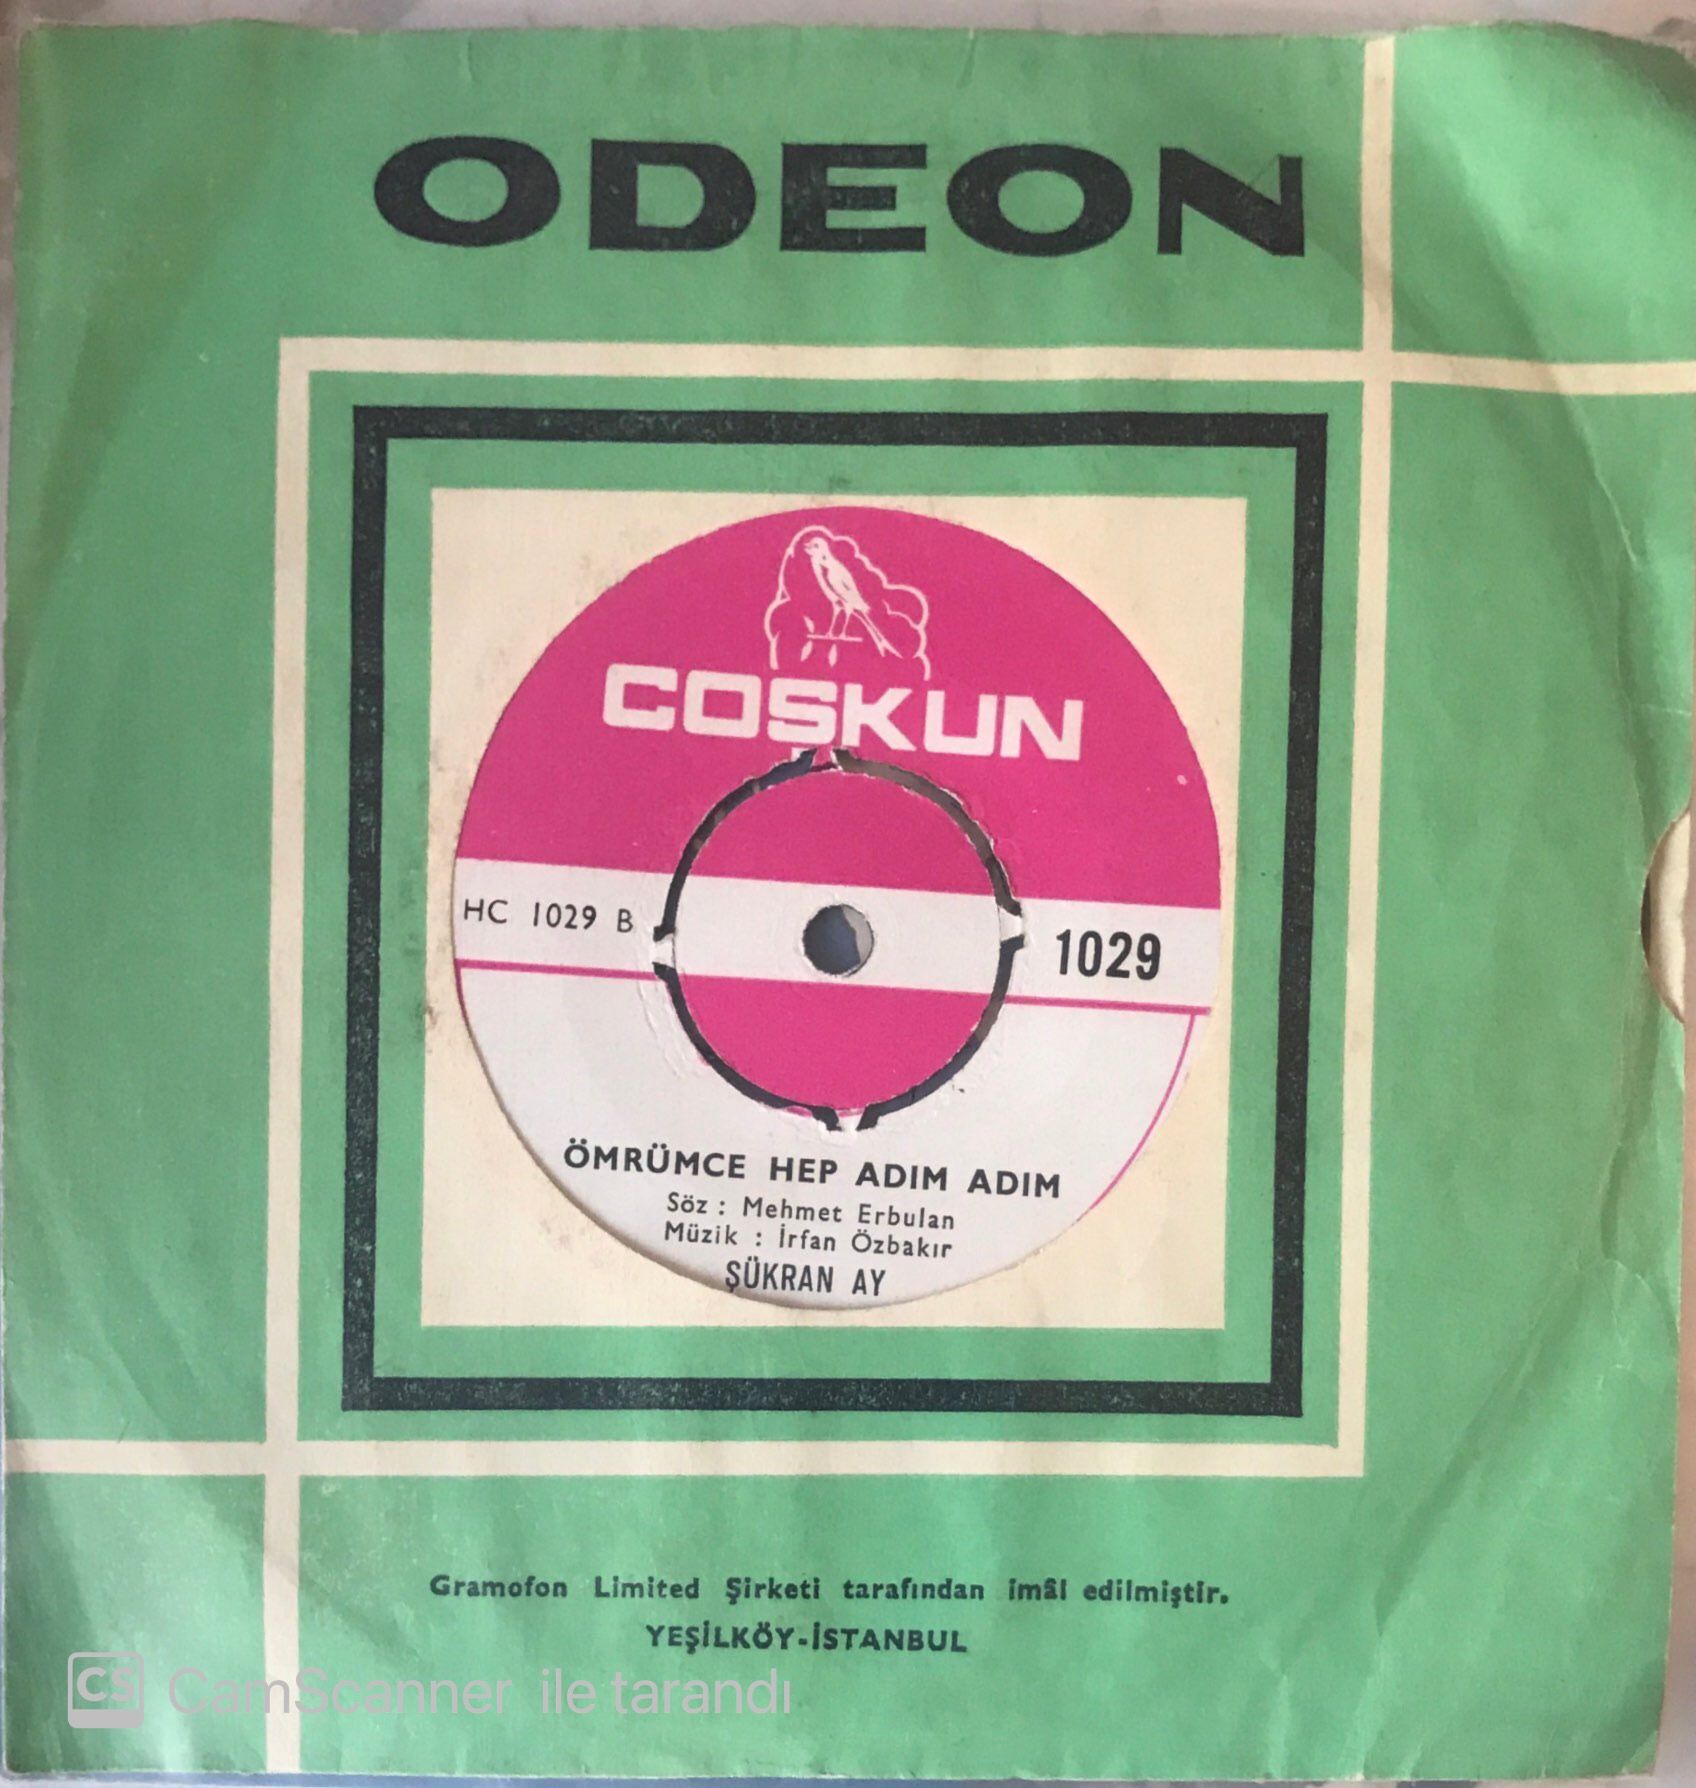 ODEON
COŞKUN
HC 1029 B
1029
ÖMRÜMCE HEP ADIM ADIM
Söz : Mehmet Erbulan
Müzik : İrfan Özbakır
ŞÜKRAN AY
Gramofon Limited Şirketi tarafından imâl edilmiştir.
YEŞİLKÖY-İSTANBUL
CS CamScanner ile tarandı